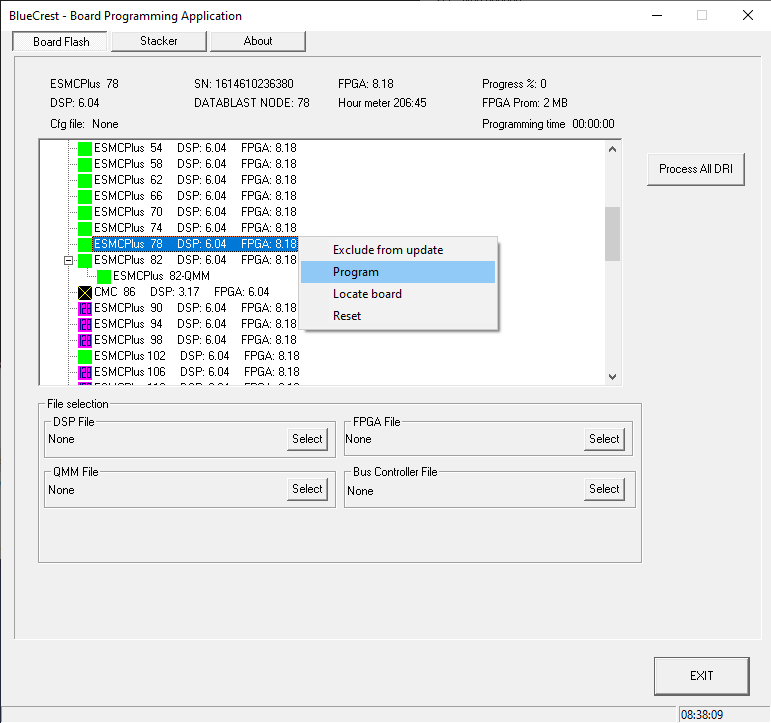 BlueCrest - Board Programming Application
Board Flash Stacker About
ESMCPlus 78 SN: 1614610236380 FPGA: 8.18 Progress %: 0
DSP: 6.04 DATABLAST NODE: 78 Hour meter 206:45 FPGA Prom: 2 MB
Cfg file: None Programming time 00:00:00
ESMCPlus 54 DSP: 6.04 FPGA: 8.18
ESMCPlus 58 DSP: 6.04 FPGA: 8.18
ESMCPlus 62 DSP: 6.04 FPGA: 8.18
ESMCPlus 66 DSP: 6.04 FPGA: 8.18
ESMCPlus 70 DSP: 6.04 FPGA: 8.18
ESMCPlus 74 DSP: 6.04 FPGA: 8.18
ESMCPlus 78 DSP: 6.04 FPGA: 8.18
ESMCPlus 82 DSP: 6.04 FPGA: 8.18
ESMCPlus 82-QMM
CMC 86 DSP: 3.17 FPGA: 6.04
ESMCPlus 90 DSP: 6.04 FPGA: 8.18
ESMCPlus 94 DSP: 6.04 FPGA: 8.18
ESMCPlus 98 DSP: 6.04 FPGA: 8.18
ESMCPlus 102 DSP: 6.04 FPGA: 8.18
ESMCPlus 106 DSP: 6.04 FPGA: 8.18
Exclude from update
Program
Locate board
Reset
Process All DRI
File selection
DSP File
None Select
FPGA File
None Select
QMM File
None Select
Bus Controller File
None Select
EXIT
08:38:09